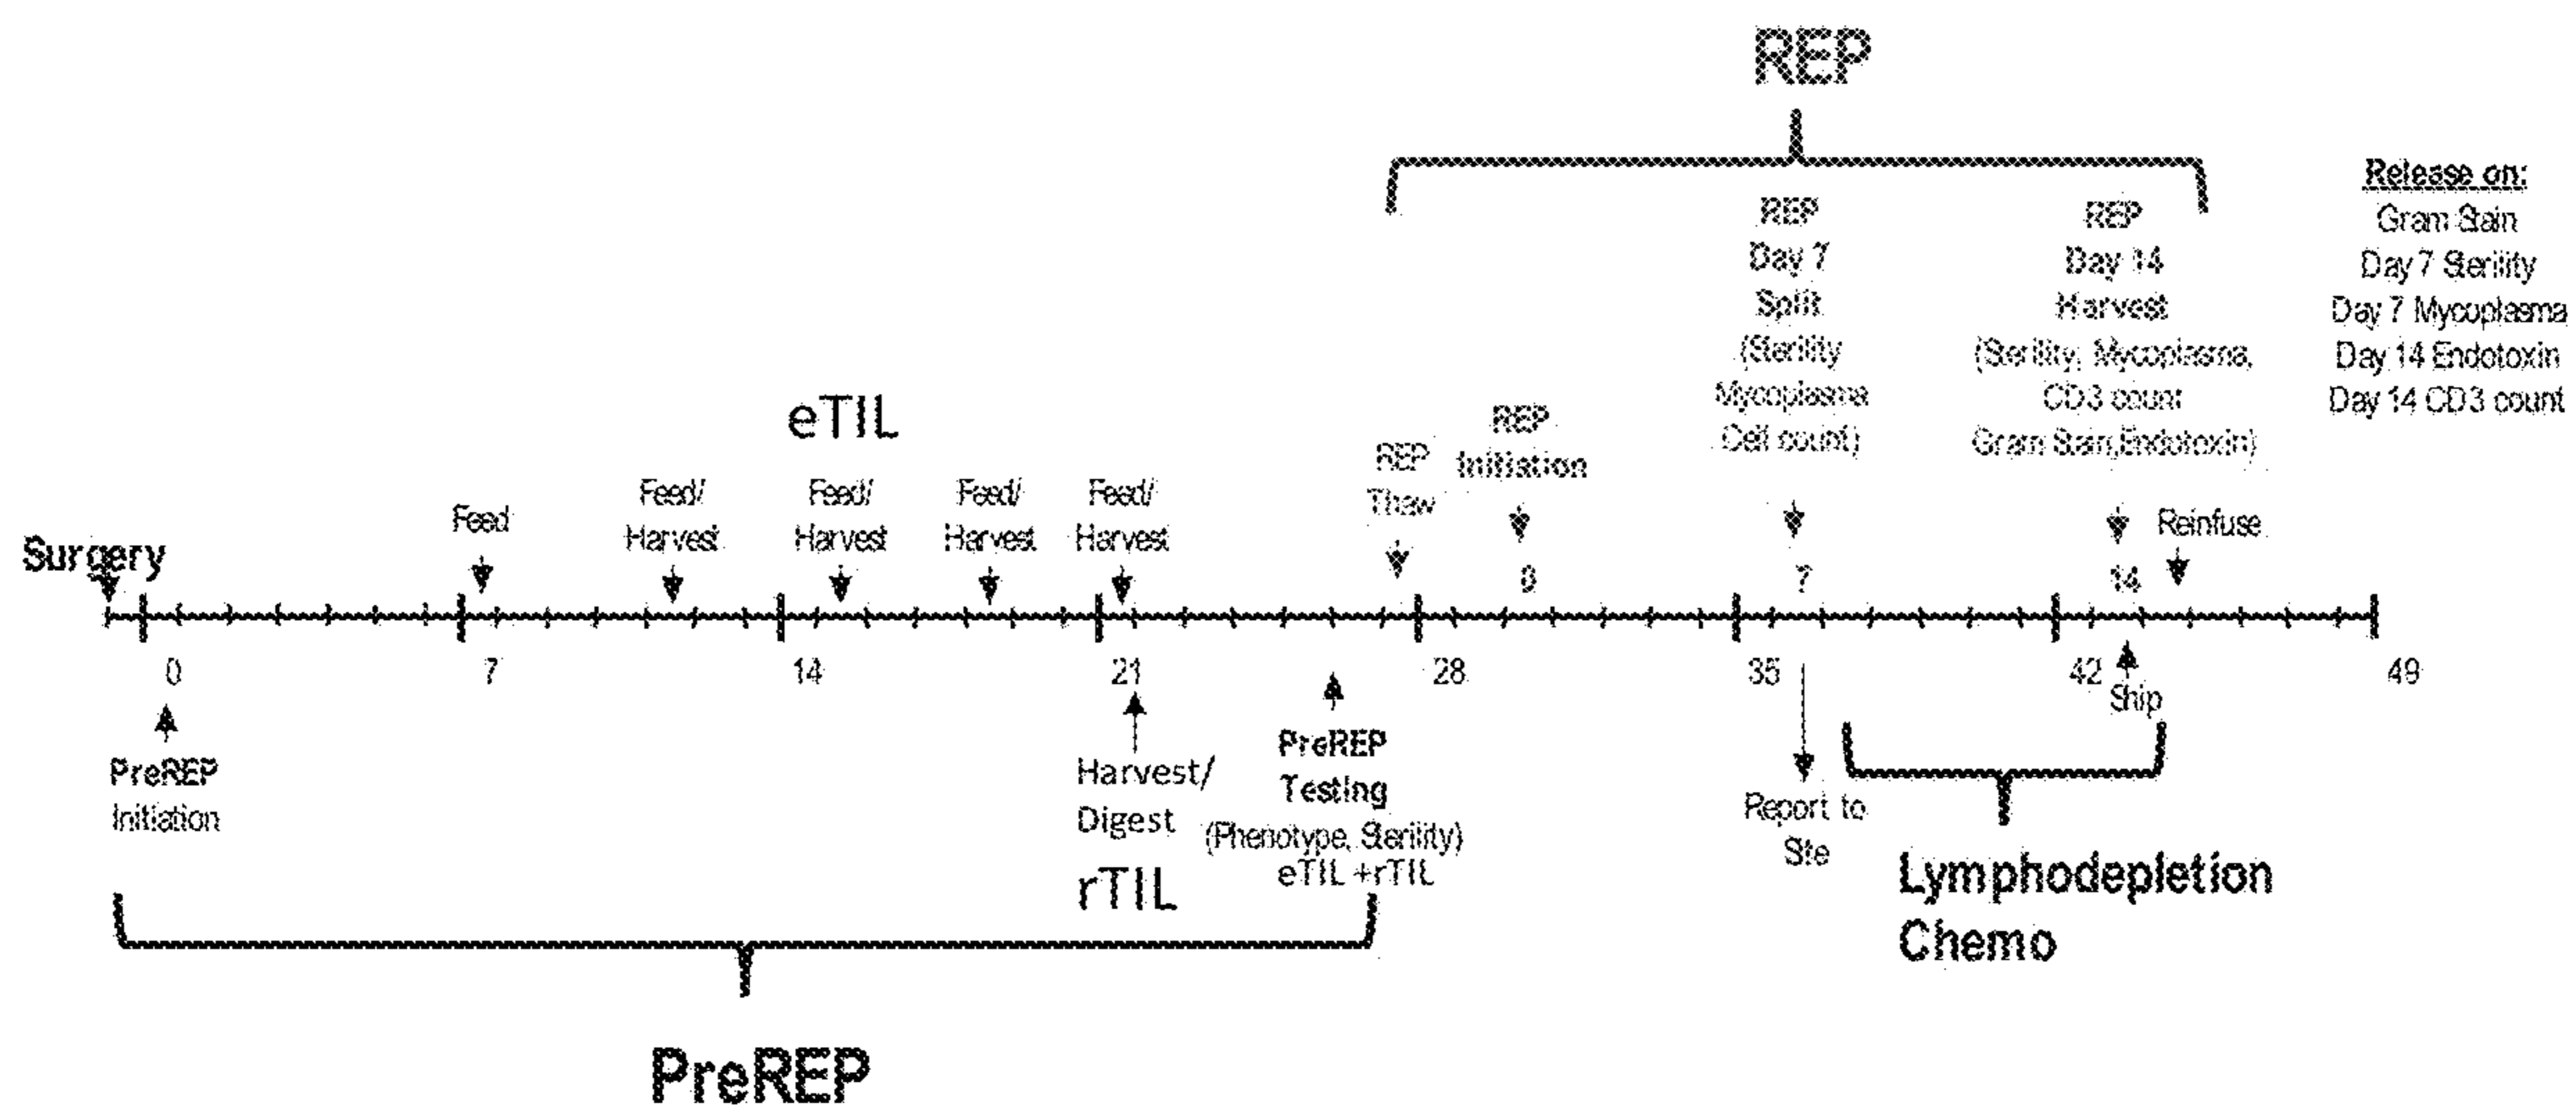 REP
Release on:
Gram Stain
Day 7 Sterility
Day 7 Mycoplasma
Day 14 Endotoxin
Day 14 CD3 count
REP
Day 7
Split
(Sterility
Mycoplasma
Cell count)
REP
Day 14
Harvest
(Sterility, Mycoplasma,
CD3 count
Gram Stain,Endotoxin)
eTIL
REP
Thaw
REP
Initiation
Surgery
Feed
Feed/
Harvest
Feed/
Harvest
Feed/
Harvest
Feed/
Harvest
Reinfuse
0
7
14
0
7
14
21
28
35
42
49
Ship
PreREP
Initiation
Harvest/
Digest
rTIL
PreREP
Testing
(Phenotype, Sterility)
eTIL +rTIL
Report to
Site
Lymphodepletion
Chemo
PreREP